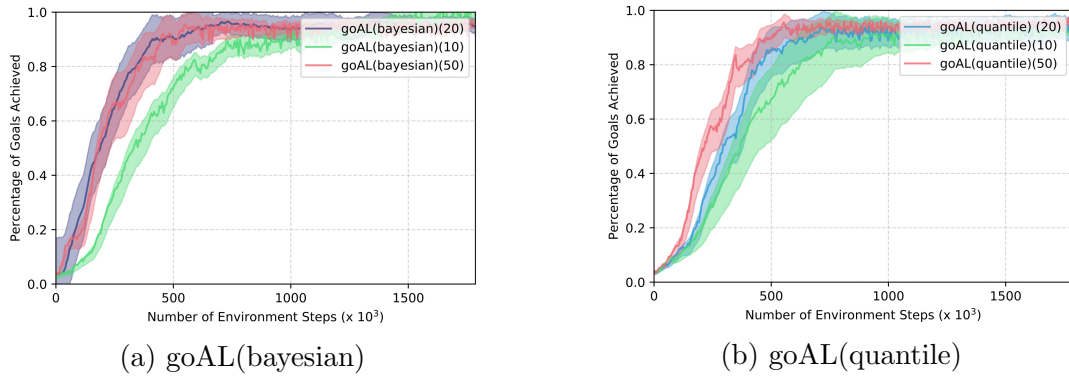 1.0
0.8
0.6
0.4
0.2
0.0
Percentage of Goals Achieved
goAL(bayesian)(20)
goAL(bayesian)(10)
goAL(bayesian)(50)
0 500 1000 1500
Number of Environment Steps (x 10³)
(a) goAL(bayesian)
1.0
0.8
0.6
0.4
0.2
0.0
Percentage of Goals Achieved
goAL(quantile) (20)
goAL(quantile)(10)
goAL(quantile)(50)
0 500 1000 1500
Number of Environment Steps (x 10³)
(b) goAL(quantile)